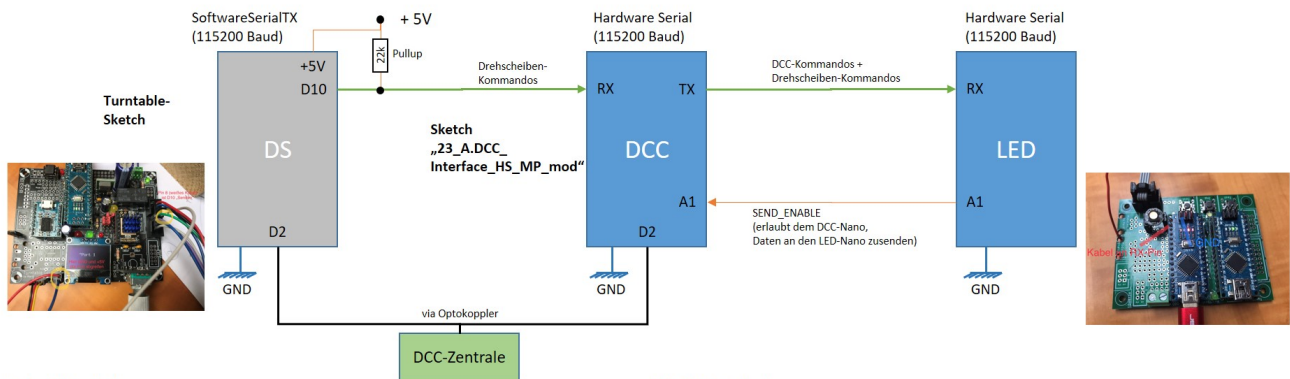 SoftwareSerialTX
(115200 Baud)
+ 5V
22k
Pullup
+5V
D10
DS
D2
GND
Turntable-
Sketch
Drehscheiben-
Kommandos
Sketch
„23_A.DCC_
Interface_HS_MP_mod“
Hardware Serial
(115200 Baud)
RX
TX
DCC
A1
D2
GND
DCC-Kommandos +
Drehscheiben-Kommandos
SEND_ENABLE
(erlaubt dem DCC-Nano,
Daten an den LED-Nano zusenden)
Hardware Serial
(115200 Baud)
RX
LED
A1
GND
via Optokoppler
DCC-Zentrale
GND